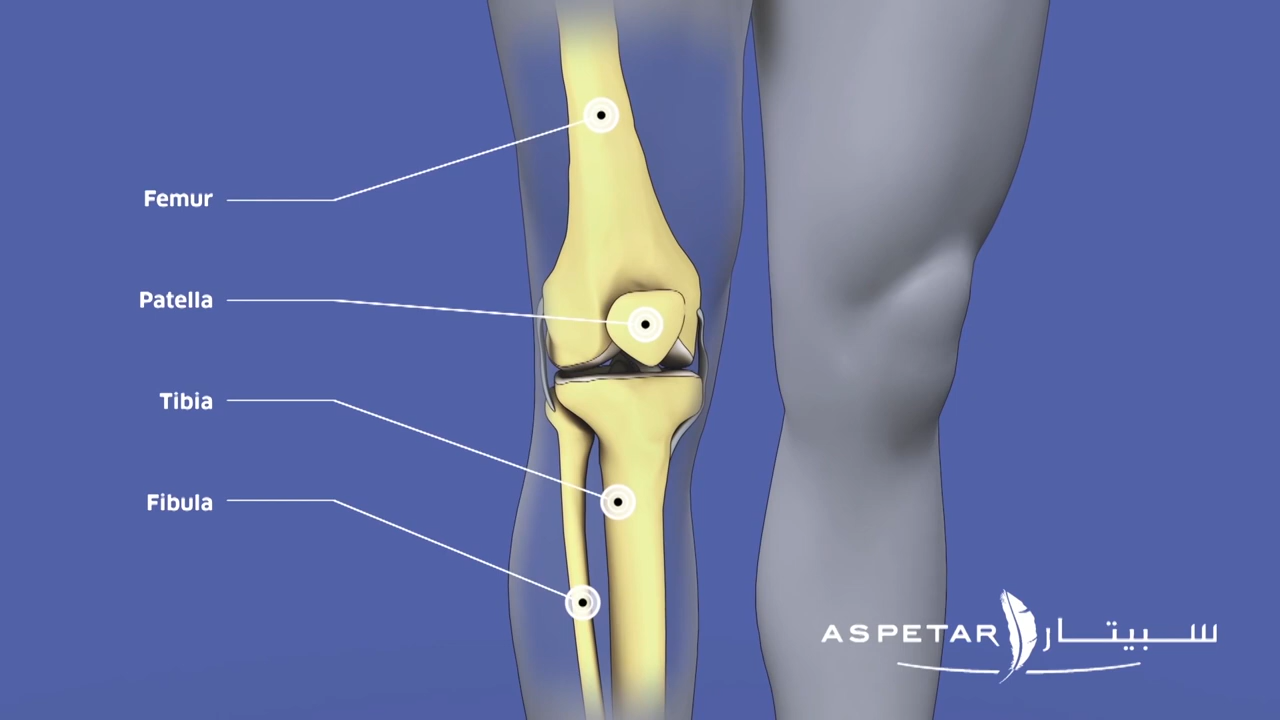 Femur
Patella
Tibia
Fibula
ASPETAR سبيتار